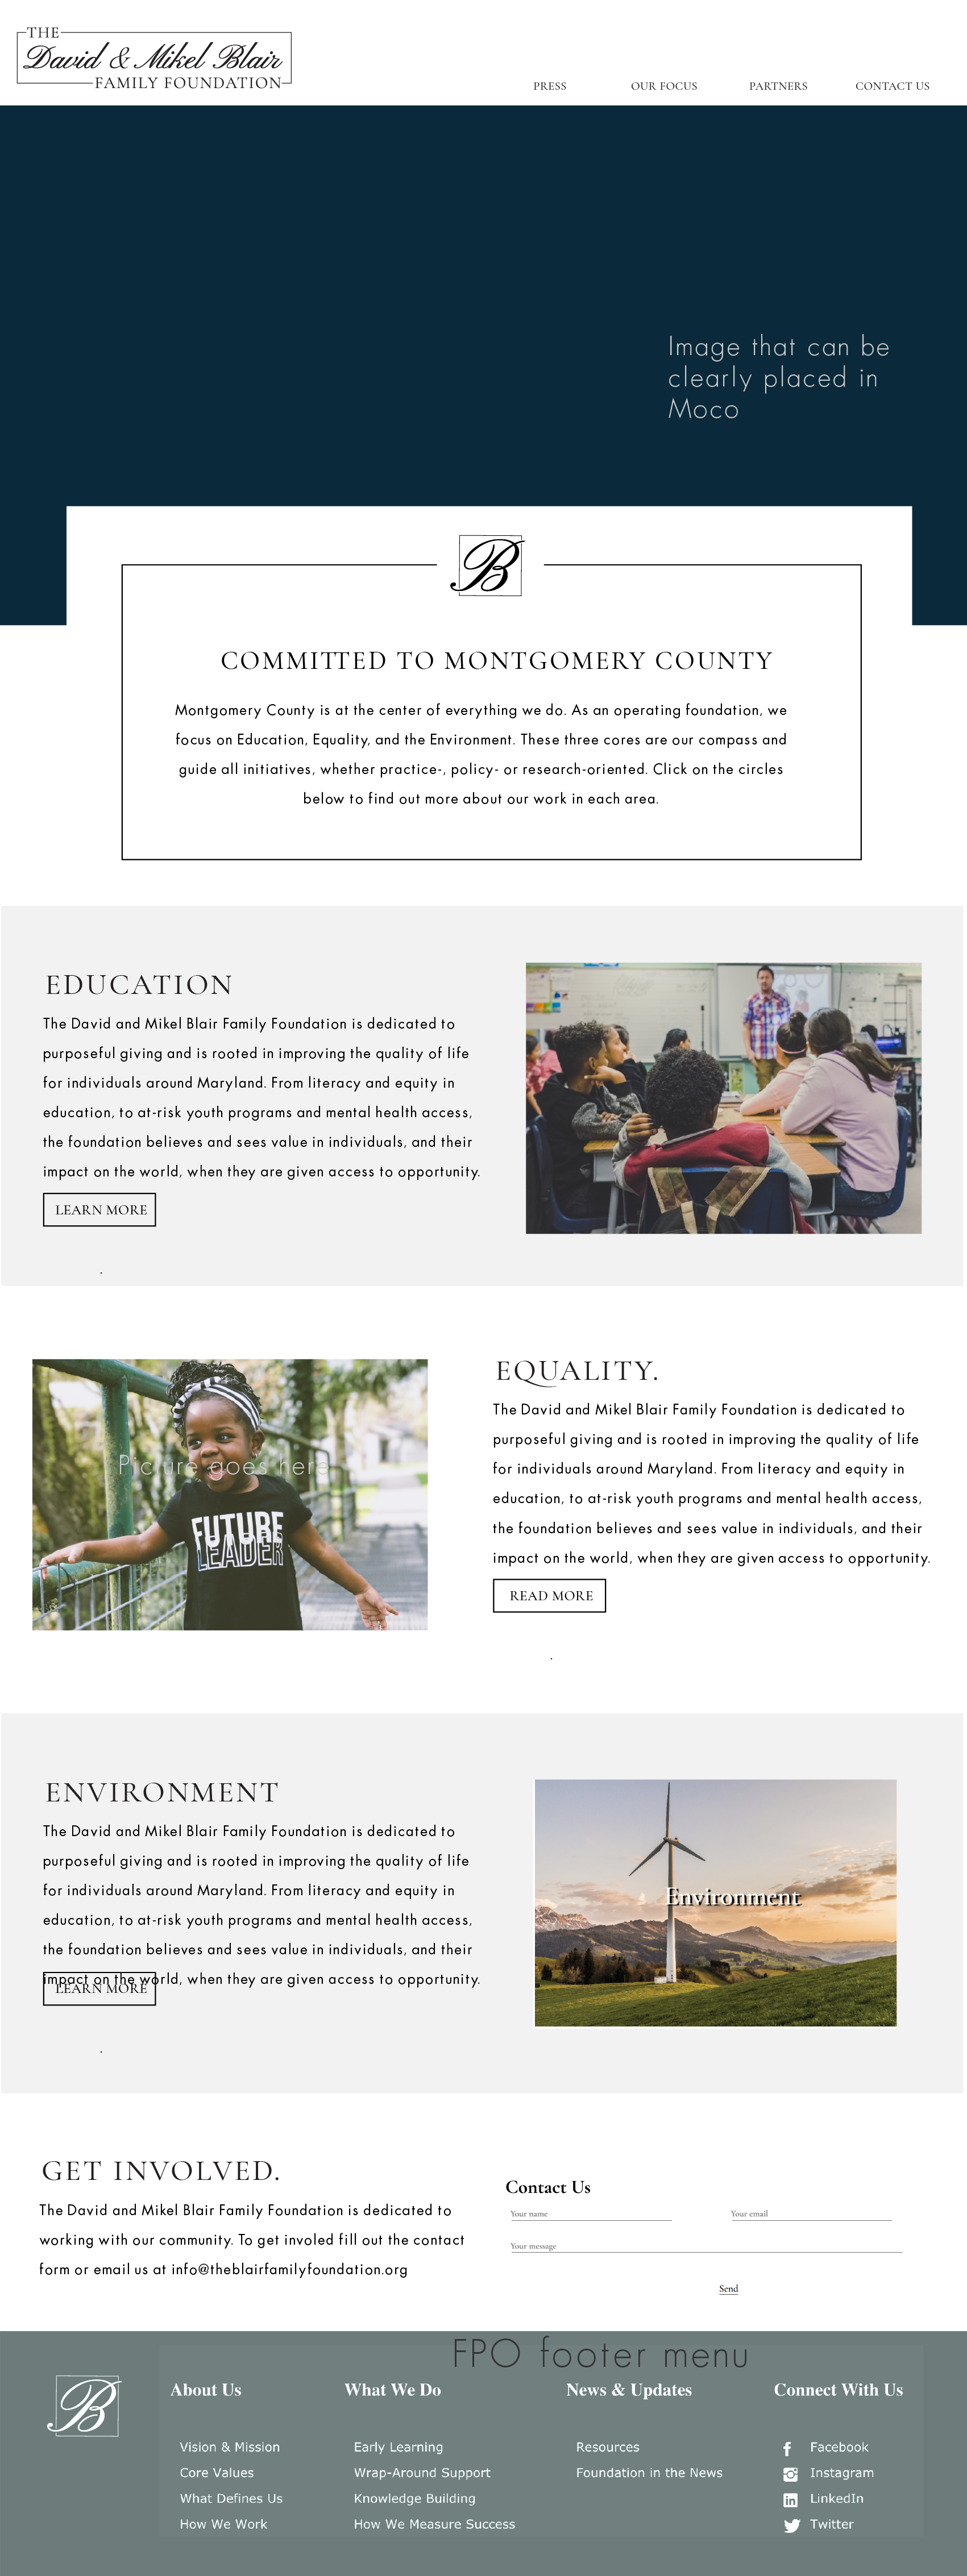 THE
David & Mikel Blair
FAMILY FOUNDATION
PRESS OUR FOCUS PARTNERS CONTACT US
Image that can be
clearly placed in
Moco
B
COMMITTED TO MONTGOMERY COUNTY
Montgomery County is at the center of everything we do. As an operating foundation, we
focus on Education, Equality, and the Environment. These three cores are our compass and
guide all initiatives, whether practice-, policy- or research-oriented. Click on the circles
below to find out more about our work in each area.
EDUCATION
The David and Mikel Blair Family Foundation is dedicated to
purposeful giving and is rooted in improving the quality of life
for individuals around Maryland. From literacy and equity in
education, to at-risk youth programs and mental health access,
the foundation believes and sees value in individuals, and their
impact on the world, when they are given access to opportunity.
LEARN MORE
.
Picture goes here
FUTURE
LEADER
EQUALITY.
The David and Mikel Blair Family Foundation is dedicated to
purposeful giving and is rooted in improving the quality of life
for individuals around Maryland. From literacy and equity in
education, to at-risk youth programs and mental health access,
the foundation believes and sees value in individuals, and their
impact on the world, when they are given access to opportunity.
READ MORE
.
ENVIRONMENT
The David and Mikel Blair Family Foundation is dedicated to
purposeful giving and is rooted in improving the quality of life
for individuals around Maryland. From literacy and equity in
education, to at-risk youth programs and mental health access,
the foundation believes and sees value in individuals, and their
impact on the world, when they are given access to opportunity.
LEARN MORE
.
Environment
GET INVOLVED.
The David and Mikel Blair Family Foundation is dedicated to
working with our community. To get involed fill out the contact
form or email us at info@theblairfamilyfoundation.org
Contact Us
Your name Your email
Your message
Send
FPO footer menu
B
About Us
Vision & Mission
Core Values
What Defines Us
How We Work
What We Do
Early Learning
Wrap-Around Support
Knowledge Building
How We Measure Success
News & Updates
Resources
Foundation in the News
Connect With Us
Facebook
Instagram
LinkedIn
Twitter